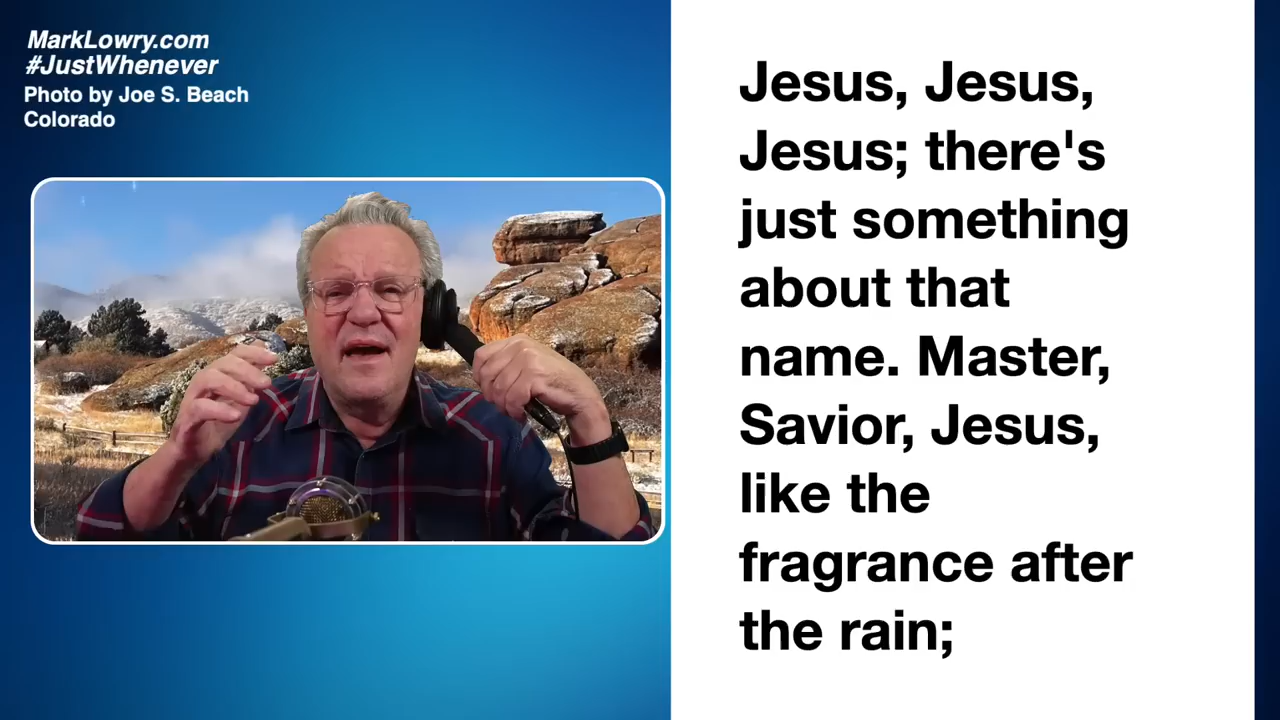 MarkLowry.com
#JustWhenever
Photo by Joe S. Beach
Colorado
Jesus, Jesus,
Jesus; there's
just something
about that
name. Master,
Savior, Jesus,
like the
fragrance after
the rain;